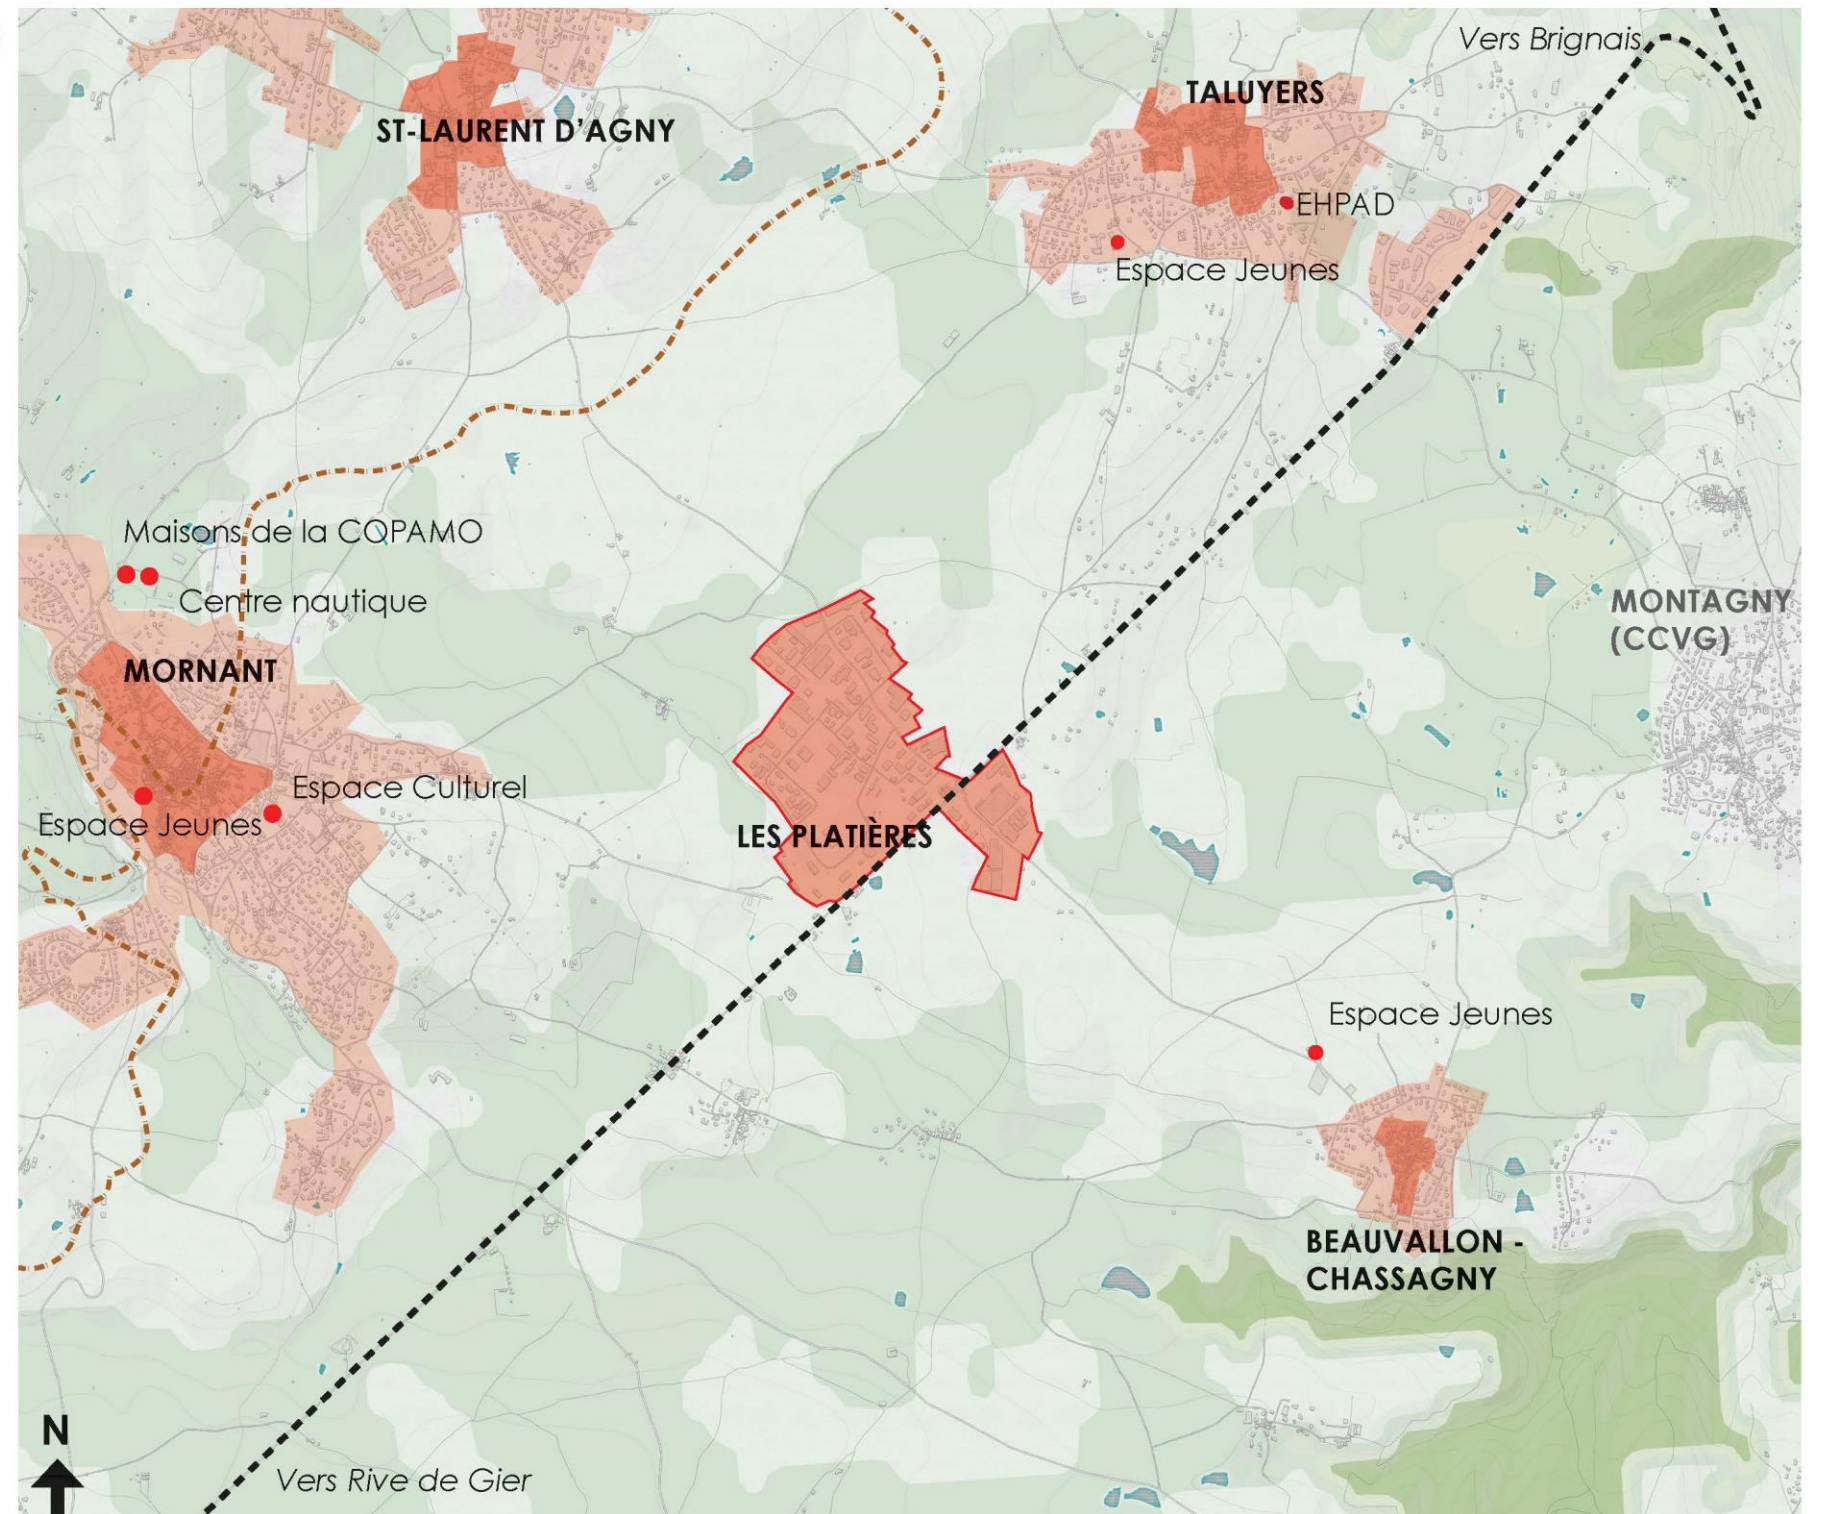 Vers Brignais
TALUYERS
ST-LAURENT D'AGNY
EHPAD
Espace Jeunes
Maisons de la COPAMO
Centre nautique
MONTAGNY
(CCVG)
MORNANT
Espace Culturel
Espace Jeunes
LES PLATIÈRES
Espace Jeunes
BEAUVALLON -
CHASSAGNY
N
Vers Rive de Gier